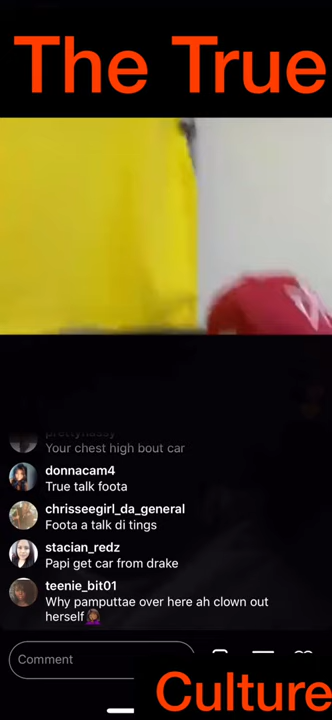 The True
prettynassy
Your chest high bout car
donnacam4
True talk foota
chrisseegirl_da_general
Foota a talk di tings
stacian_redz
Papi get car from drake
teenie_bit01
Why pamputtae over here ah clown out
herself🤦🏾‍♀️
Comment
Culture